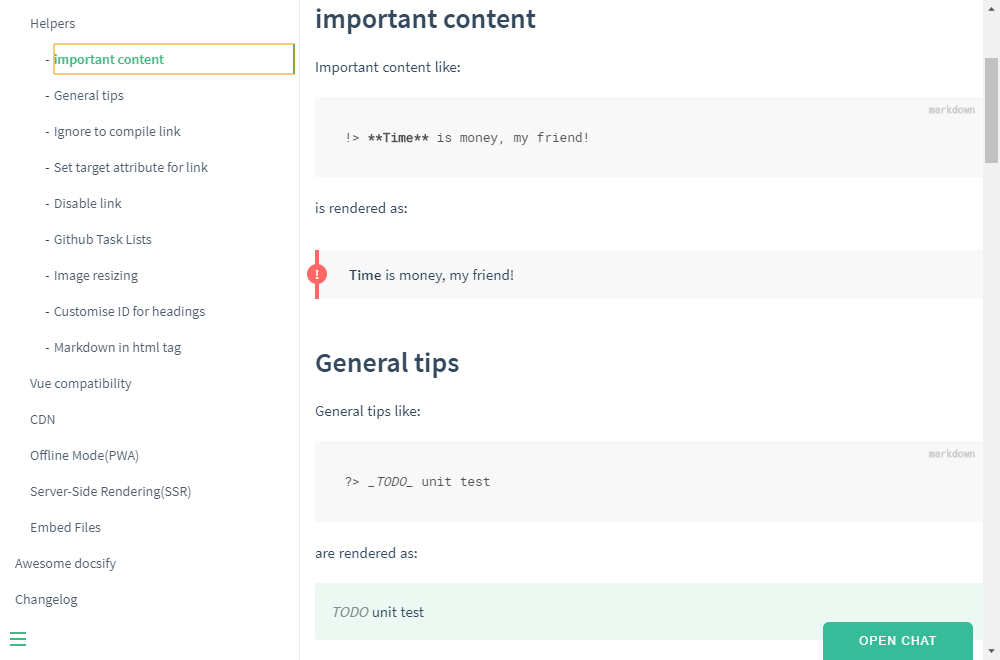 Helpers
- important content
- General tips
- Ignore to compile link
- Set target attribute for link
- Disable link
- Github Task Lists
- Image resizing
- Customise ID for headings
- Markdown in html tag
Vue compatibility
CDN
Offline Mode(PWA)
Server-Side Rendering(SSR)
Embed Files
Awesome docsify
Changelog
important content
Important content like:
markdown
!> **Time** is money, my friend!
is rendered as:
!
Time is money, my friend!
General tips
General tips like:
markdown
?> _TODO_ unit test
are rendered as:
TODO unit test
OPEN CHAT